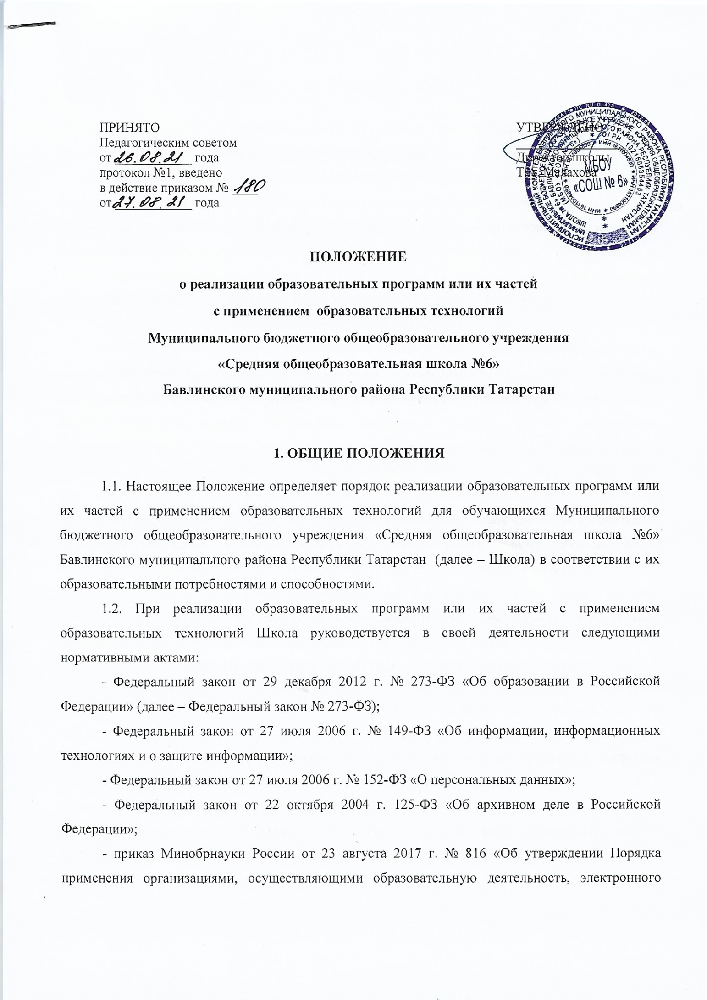 ПРИНЯТО
Педагогическим советом
от 26.08.21 года
протокол №1, введено
в действие приказом № 180
от 27.08.21 года
УТВЕРЖДЕНО
Директор школы
Т.А. Малахова
МБОУ
«СОШ № 6»
ПОЛОЖЕНИЕ
о реализации образовательных программ или их частей
с применением образовательных технологий
Муниципального бюджетного общеобразовательного учреждения
«Средняя общеобразовательная школа №6»
Бавлинского муниципального района Республики Татарстан
1. ОБЩИЕ ПОЛОЖЕНИЯ
1.1. Настоящее Положение определяет порядок реализации образовательных программ или
их частей с применением образовательных технологий для обучающихся Муниципального
бюджетного общеобразовательного учреждения «Средняя общеобразовательная школа №6»
Бавлинского муниципального района Республики Татарстан (далее – Школа) в соответствии с их
образовательными потребностями и способностями.
1.2. При реализации образовательных программ или их частей с применением
образовательных технологий Школа руководствуется в своей деятельности следующими
нормативными актами:
- Федеральный закон от 29 декабря 2012 г. № 273-ФЗ «Об образовании в Российской
Федерации» (далее – Федеральный закон № 273-ФЗ);
- Федеральный закон от 27 июля 2006 г. № 149-ФЗ «Об информации, информационных
технологиях и о защите информации»;
- Федеральный закон от 27 июля 2006 г. № 152-ФЗ «О персональных данных»;
- Федеральный закон от 22 октября 2004 г. 125-ФЗ «Об архивном деле в Российской
Федерации»;
- приказ Минобрнауки России от 23 августа 2017 г. № 816 «Об утверждении Порядка
применения организациями, осуществляющими образовательную деятельность, электронного